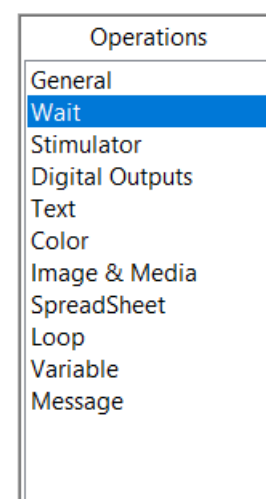 Operations
General
Wait
Stimulator
Digital Outputs
Text
Color
Image & Media
SpreadSheet
Loop
Variable
Message